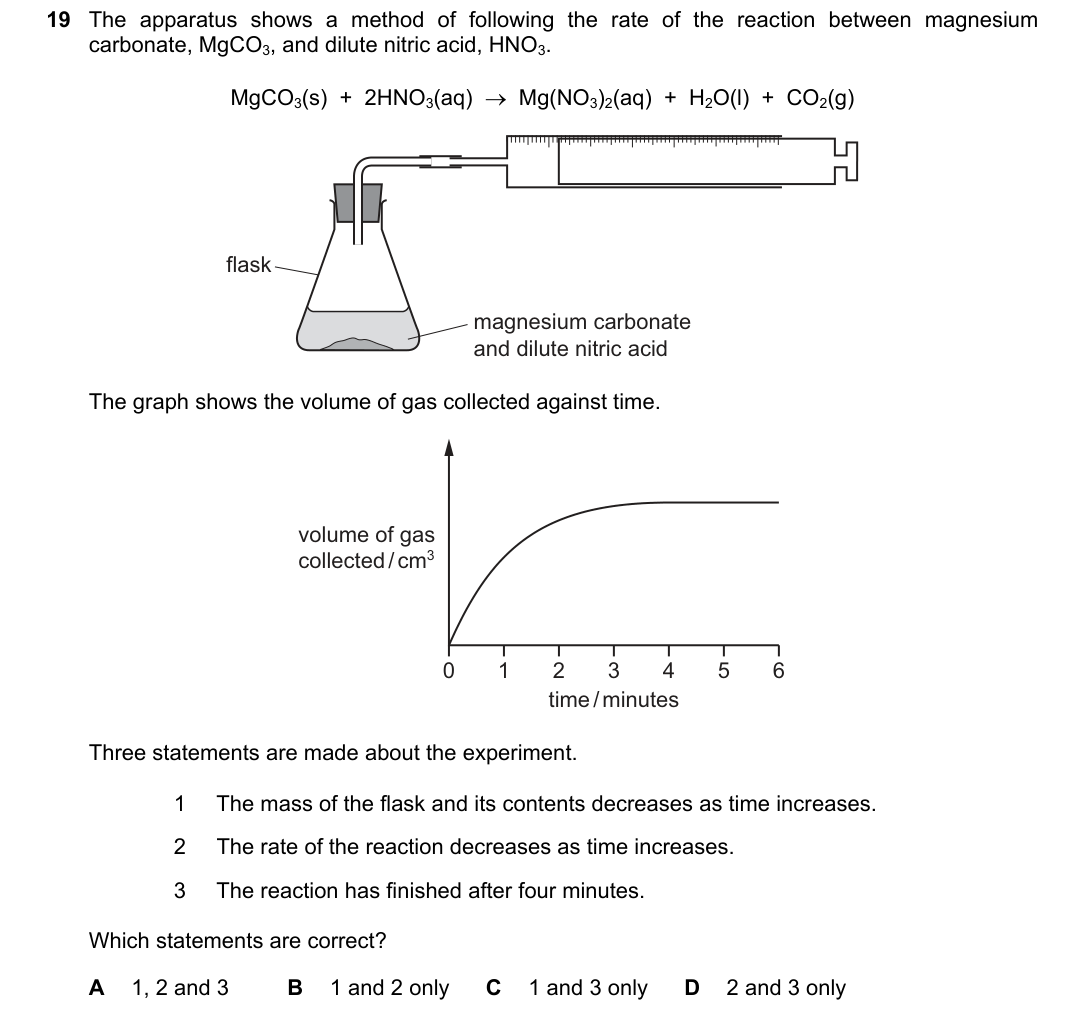 19 The apparatus shows a method of following the rate of the reaction between magnesium
carbonate, MgCO₃, and dilute nitric acid, HNO₃.
MgCO₃(s) + 2HNO₃(aq) → Mg(NO₃)₂(aq) + H₂O(l) + CO₂(g)
flask
magnesium carbonate
and dilute nitric acid
The graph shows the volume of gas collected against time.
volume of gas
collected / cm³
0 1 2 3 4 5 6
time / minutes
Three statements are made about the experiment.
1 The mass of the flask and its contents decreases as time increases.
2 The rate of the reaction decreases as time increases.
3 The reaction has finished after four minutes.
Which statements are correct?
A 1, 2 and 3 B 1 and 2 only C 1 and 3 only D 2 and 3 only